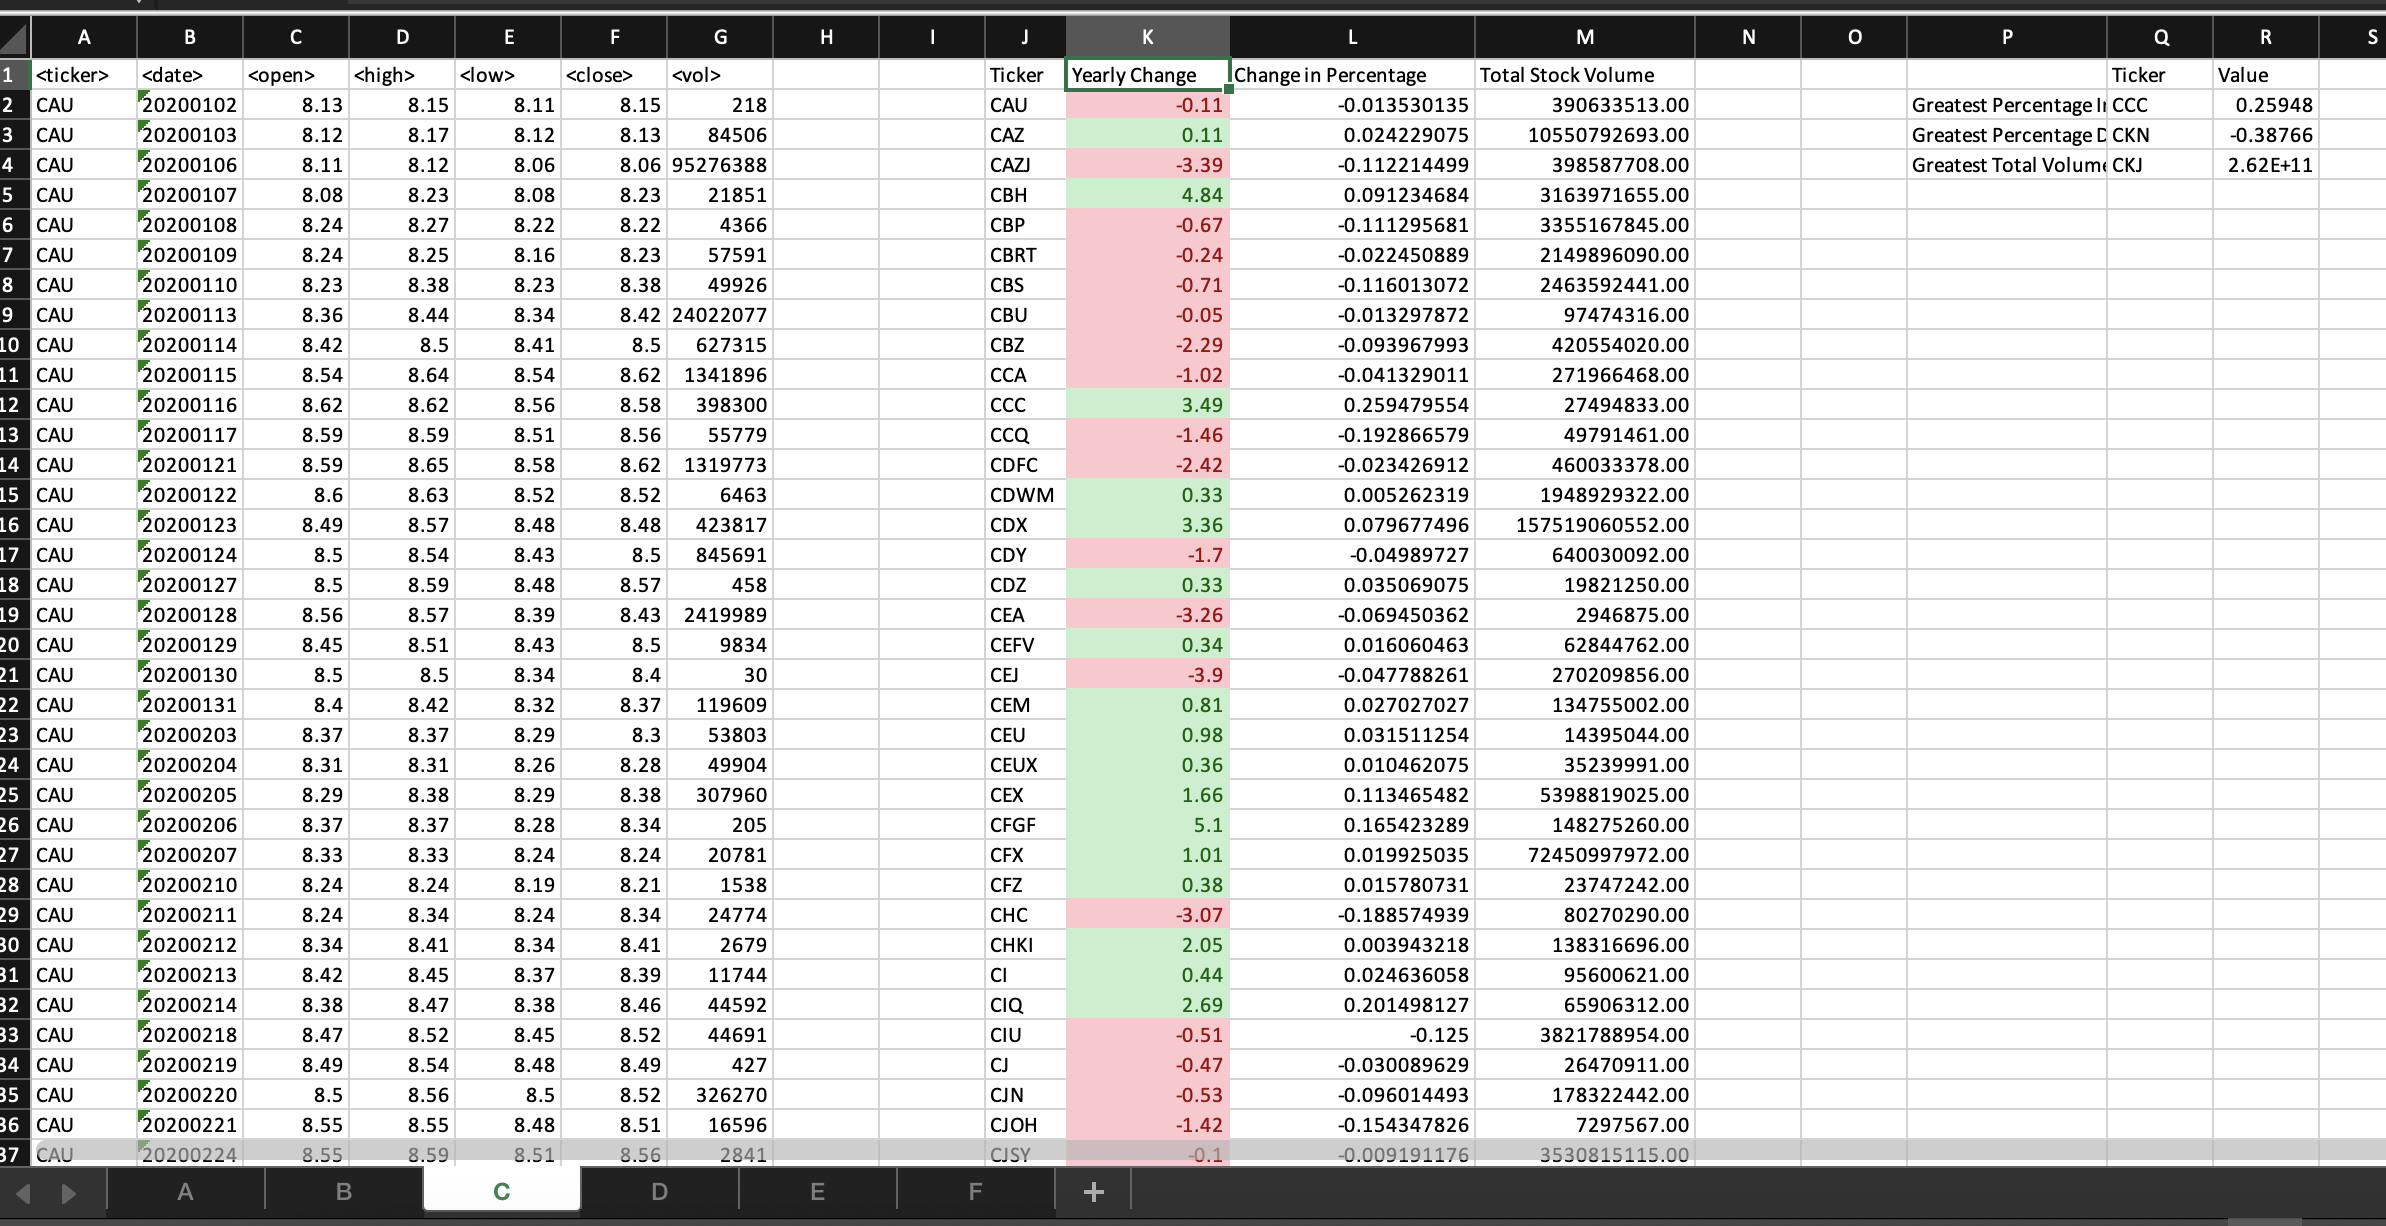 A B C D E F G H I J K L M N O P Q R S
1 <ticker> <date> <open> <high> <low> <close> <vol> Ticker Yearly Change Change in Percentage Total Stock Volume Ticker Value
2 CAU 20200102 8.13 8.15 8.11 8.15 218 CAU -0.11 -0.013530135 390633513.00 Greatest Percentage I CCC 0.25948
3 CAU 20200103 8.12 8.17 8.12 8.13 84506 CAZ 0.11 0.024229075 10550792693.00 Greatest Percentage D CKN -0.38766
4 CAU 20200106 8.11 8.12 8.06 8.06 95276388 CAZJ -3.39 -0.112214499 398587708.00 Greatest Total Volume CKJ 2.62E+11
5 CAU 20200107 8.08 8.23 8.08 8.23 21851 CBH 4.84 0.091234684 3163971655.00
6 CAU 20200108 8.24 8.27 8.22 8.22 4366 CBP -0.67 -0.111295681 3355167845.00
7 CAU 20200109 8.24 8.25 8.16 8.23 57591 CBRT -0.24 -0.022450889 2149896090.00
8 CAU 20200110 8.23 8.38 8.23 8.38 49926 CBS -0.71 -0.116013072 2463592441.00
9 CAU 20200113 8.36 8.44 8.34 8.42 24022077 CBU -0.05 -0.013297872 97474316.00
10 CAU 20200114 8.42 8.5 8.41 8.5 627315 CBZ -2.29 -0.093967993 420554020.00
11 CAU 20200115 8.54 8.64 8.54 8.62 1341896 CCA -1.02 -0.041329011 271966468.00
12 CAU 20200116 8.62 8.62 8.56 8.58 398300 CCC 3.49 0.259479554 27494833.00
13 CAU 20200117 8.59 8.59 8.51 8.56 55779 CCQ -1.46 -0.192866579 49791461.00
14 CAU 20200121 8.59 8.65 8.58 8.62 1319773 CDFC -2.42 -0.023426912 460033378.00
15 CAU 20200122 8.6 8.63 8.52 8.52 6463 CDWM 0.33 0.005262319 1948929322.00
16 CAU 20200123 8.49 8.57 8.48 8.48 423817 CDX 3.36 0.079677496 157519060552.00
17 CAU 20200124 8.5 8.54 8.43 8.5 845691 CDY -1.7 -0.04989727 640030092.00
18 CAU 20200127 8.5 8.59 8.48 8.57 458 CDZ 0.33 0.035069075 19821250.00
19 CAU 20200128 8.56 8.57 8.39 8.43 2419989 CEA -3.26 -0.069450362 2946875.00
20 CAU 20200129 8.45 8.51 8.43 8.5 9834 CEFV 0.34 0.016060463 62844762.00
21 CAU 20200130 8.5 8.5 8.34 8.4 30 CEJ -3.9 -0.047788261 270209856.00
22 CAU 20200131 8.4 8.42 8.32 8.37 119609 CEM 0.81 0.027027027 134755002.00
23 CAU 20200203 8.37 8.37 8.29 8.3 53803 CEU 0.98 0.031511254 14395044.00
24 CAU 20200204 8.31 8.31 8.26 8.28 49904 CEUX 0.36 0.010462075 35239991.00
25 CAU 20200205 8.29 8.38 8.29 8.38 307960 CEX 1.66 0.113465482 5398819025.00
26 CAU 20200206 8.37 8.37 8.28 8.34 205 CFGF 5.1 0.165423289 148275260.00
27 CAU 20200207 8.33 8.33 8.24 8.24 20781 CFX 1.01 0.019925035 72450997972.00
28 CAU 20200210 8.24 8.24 8.19 8.21 1538 CFZ 0.38 0.015780731 23747242.00
29 CAU 20200211 8.24 8.34 8.24 8.34 24774 CHC -3.07 -0.188574939 80270290.00
30 CAU 20200212 8.34 8.41 8.34 8.41 2679 CHKI 2.05 0.003943218 138316696.00
31 CAU 20200213 8.42 8.45 8.37 8.39 11744 CI 0.44 0.024636058 95600621.00
32 CAU 20200214 8.38 8.47 8.38 8.46 44592 CIQ 2.69 0.201498127 65906312.00
33 CAU 20200218 8.47 8.52 8.45 8.52 44691 CIU -0.51 -0.125 3821788954.00
34 CAU 20200219 8.49 8.54 8.48 8.49 427 CJ -0.47 -0.030089629 26470911.00
35 CAU 20200220 8.5 8.56 8.5 8.52 326270 CJN -0.53 -0.096014493 178322442.00
36 CAU 20200221 8.55 8.55 8.48 8.51 16596 CJOH -1.42 -0.154347826 7297567.00
37 CAU 20200224 8.55 8.59 8.51 8.56 2841 CJSY -0.1 -0.009191176 3530815115.00
A B C D E F +